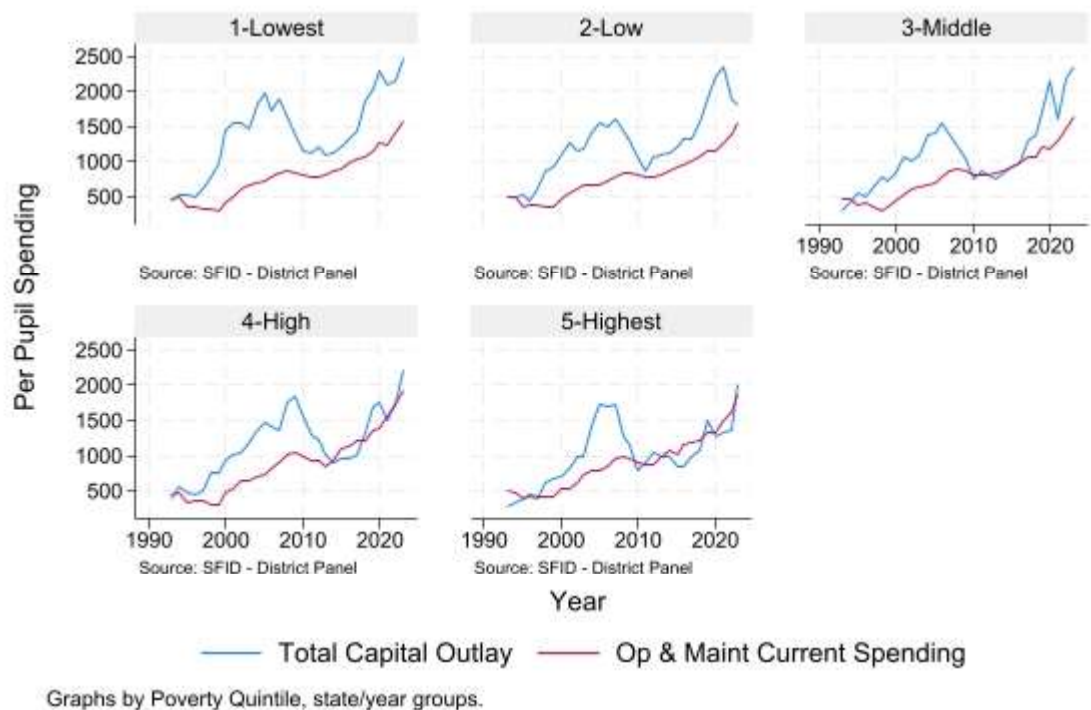 1-Lowest 2-Low 3-Middle
2500
2000
1500
1000
500
1990 2000 2010 2020
Source: SFID - District Panel Source: SFID - District Panel Source: SFID - District Panel
Per Pupil Spending
4-High 5-Highest
2500
2000
1500
1000
500
1990 2000 2010 2020 1990 2000 2010 2020
Source: SFID - District Panel Source: SFID - District Panel
Year
Total Capital Outlay Op & Maint Current Spending
Graphs by Poverty Quintile, state/year groups.